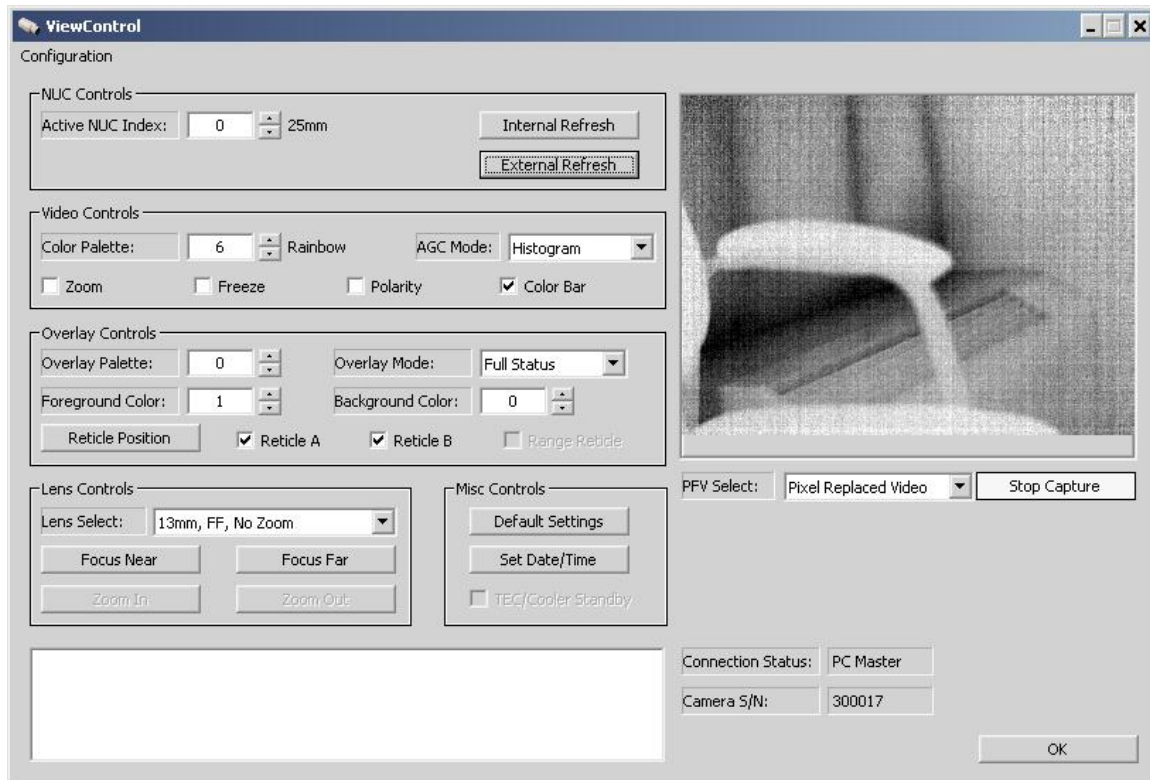 ViewControl
Configuration
NUC Controls
Active NUC Index: 0 25mm Internal Refresh
External Refresh
Video Controls
Color Palette: 6 Rainbow AGC Mode: Histogram
Zoom Freeze Polarity Color Bar
Overlay Controls
Overlay Palette: 0 Overlay Mode: Full Status
Foreground Color: 1 Background Color: 0
Reticle Position Reticle A Reticle B Range Reticle
Lens Controls
Lens Select: 13mm, FF, No Zoom
Focus Near Focus Far
Zoom In Zoom Out
Misc Controls
Default Settings
Set Date/Time
TEC/Cooler Standby
PFV Select: Pixel Replaced Video Stop Capture
Connection Status: PC Master
Camera S/N: 300017
OK